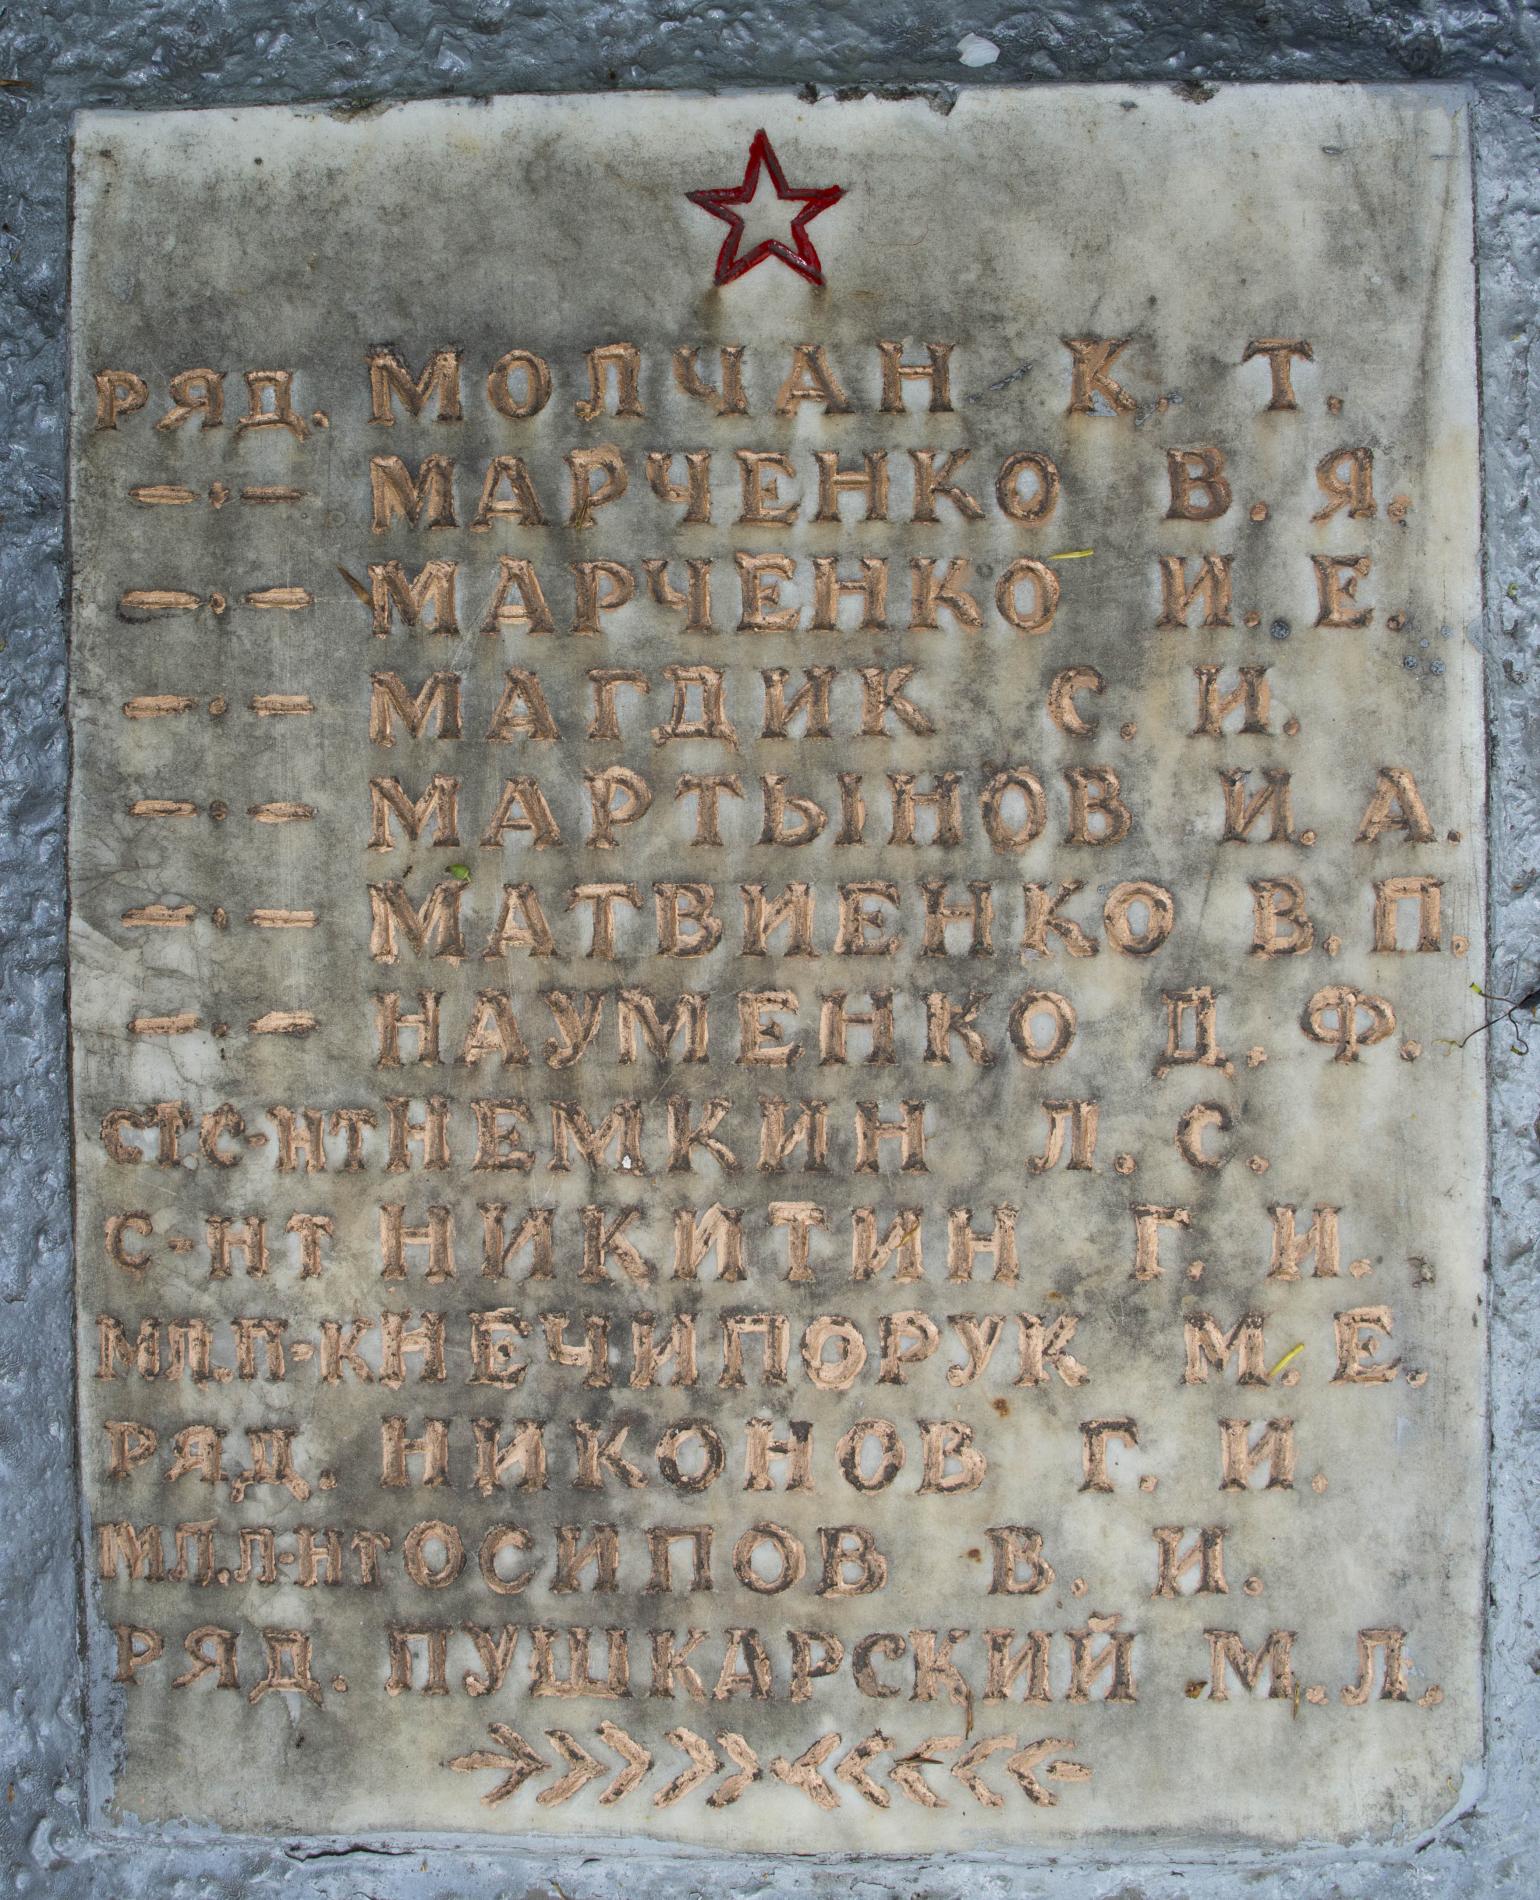 РЯД. МОЛЧАН К. Т.
—·— МАРЧЕНКО В. Я.
—·— МАРЧЕНКО И. Е.
—·— МАГДИК С. И.
—·— МАРТЫНОВ И. А.
—·— МАТВИЕНКО В. П.
—·— НАУМЕНКО Д. Ф.
СТ.С-НТ НЕМКИН Л. С.
С-НТ НИКИТИН Г. И.
МЛ.П-К НЕЧИПОРУК М. Е.
РЯД. НИКОНОВ Г. И.
МЛ.Л-НТ ОСИПОВ В. И.
РЯД. ПУШКАРСКИЙ М. Л.